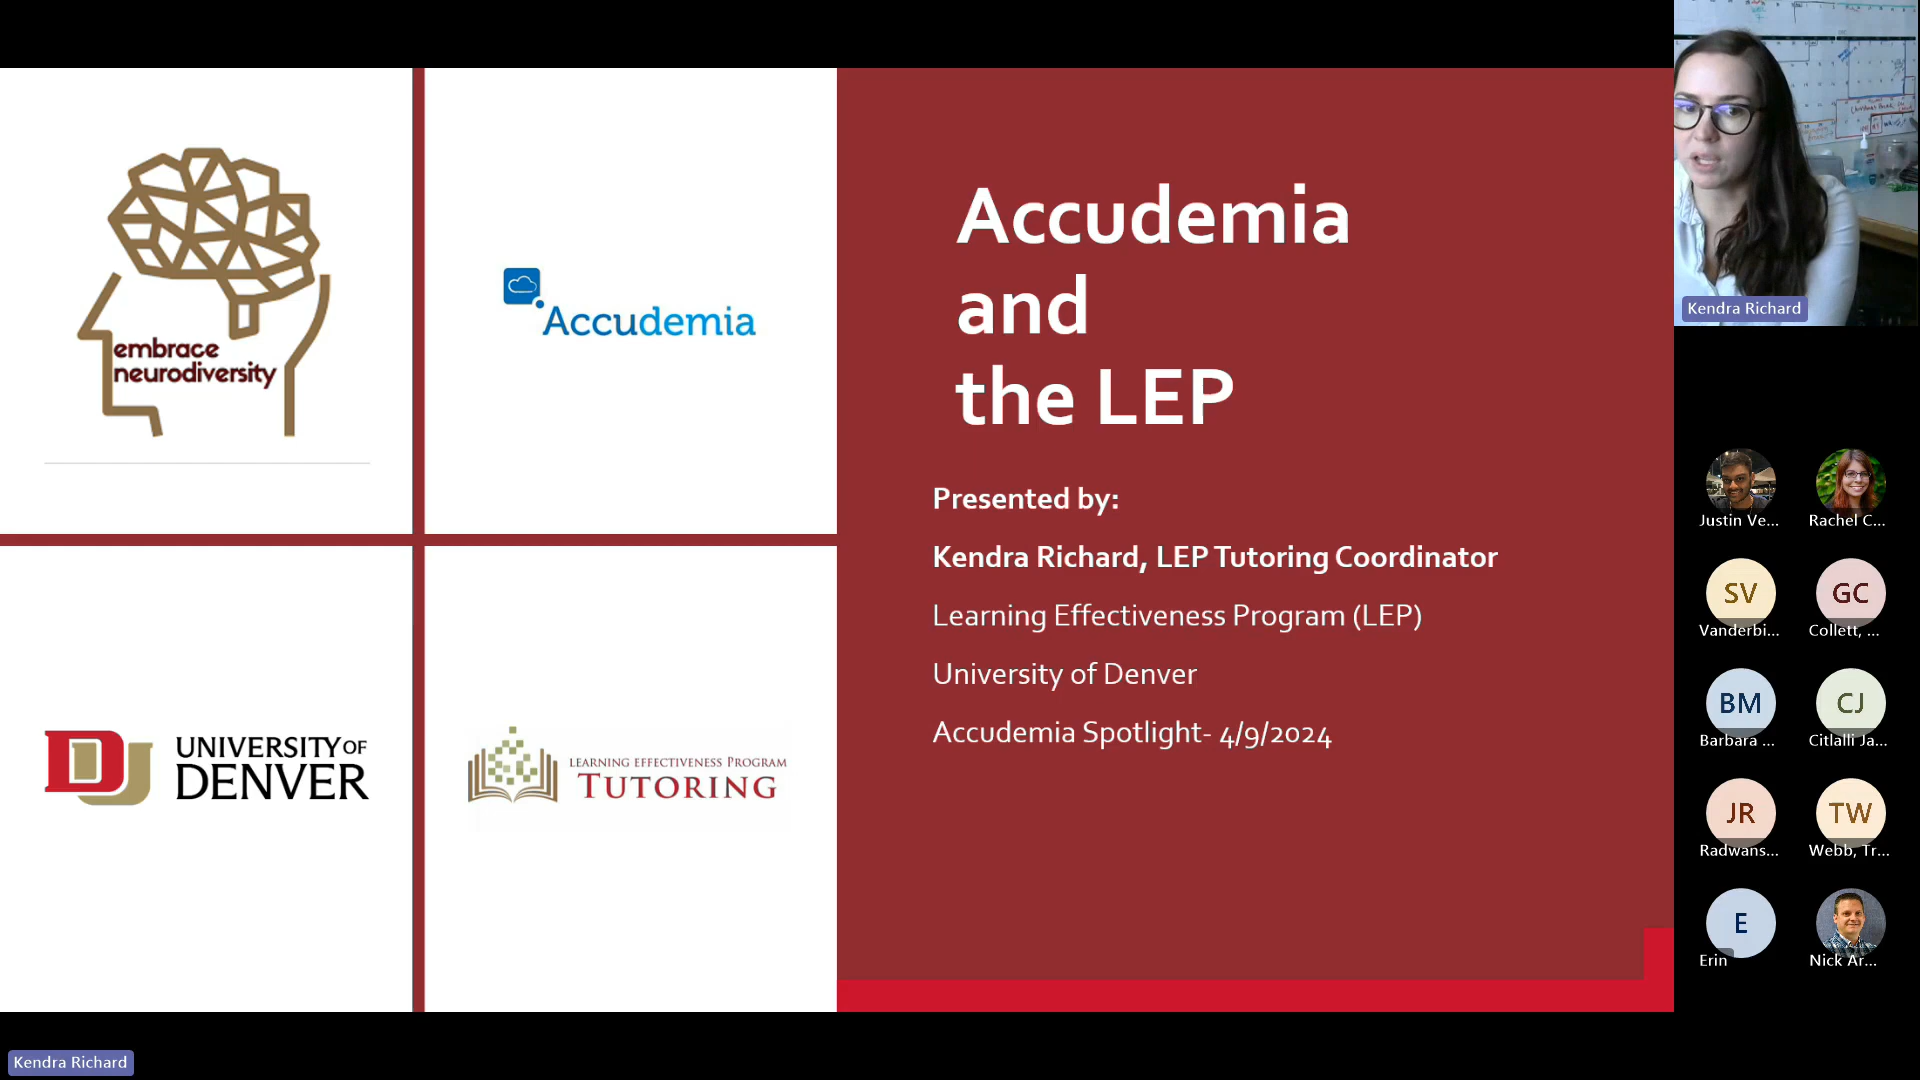 embrace
neurodiversity
Accudemia
UNIVERSITY OF
DENVER
LEARNING EFFECTIVENESS PROGRAM
TUTORING
Accudemia
and
the LEP
Presented by:
Kendra Richard, LEP Tutoring Coordinator
Learning Effectiveness Program (LEP)
University of Denver
Accudemia Spotlight- 4/9/2024
Kendra Richard
Justin Ve...
Rachel C...
SV
Vanderbi...
GC
Collett, ...
BM
Barbara ...
CJ
Citlalli Ja...
JR
Radwans...
TW
Webb, Tr...
E
Erin
Nick Ar...
Kendra Richard